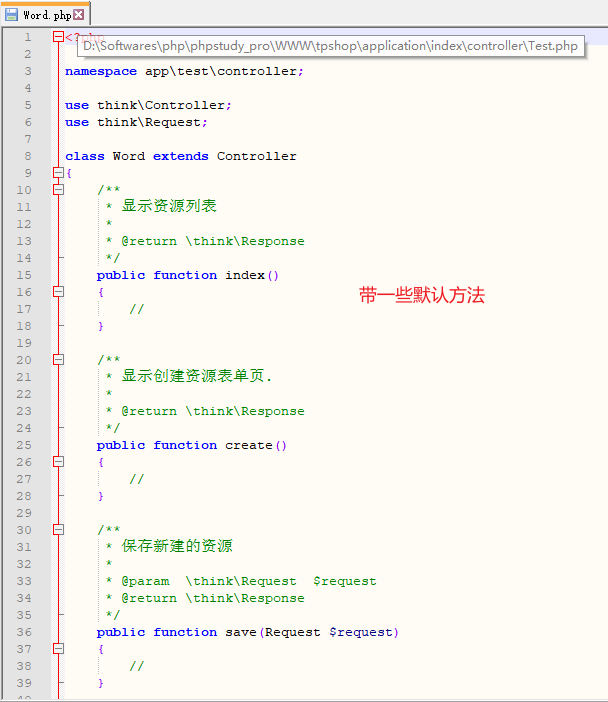 Word.php
1 <?php
D:\Softwares\php\phpstudy_pro\WWW\tpshop\application\index\controller\Test.php
2
3 namespace app\test\controller;
4
5 use think\Controller;
6 use think\Request;
7
8 class Word extends Controller
9 {
10 /**
11 * 显示资源列表
12 *
13 * @return \think\Response
14 */
15 public function index()
16 {
带一些默认方法
17 //
18 }
19
20 /**
21 * 显示创建资源表单页.
22 *
23 * @return \think\Response
24 */
25 public function create()
26 {
27 //
28 }
29
30 /**
31 * 保存新建的资源
32 *
33 * @param  \think\Request  $request
34 * @return \think\Response
35 */
36 public function save(Request $request)
37 {
38 //
39 }